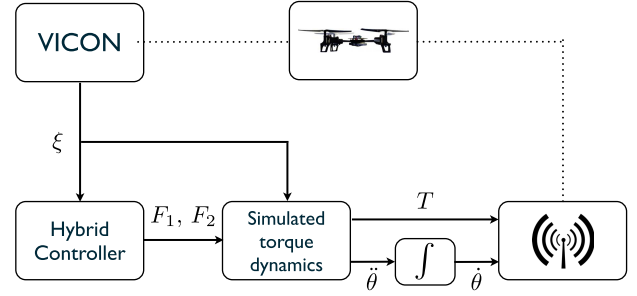 VICON
ξ
Hybrid
Controller
F₁, F₂
Simulated
torque
dynamics
T
θ̈
∫
θ̇